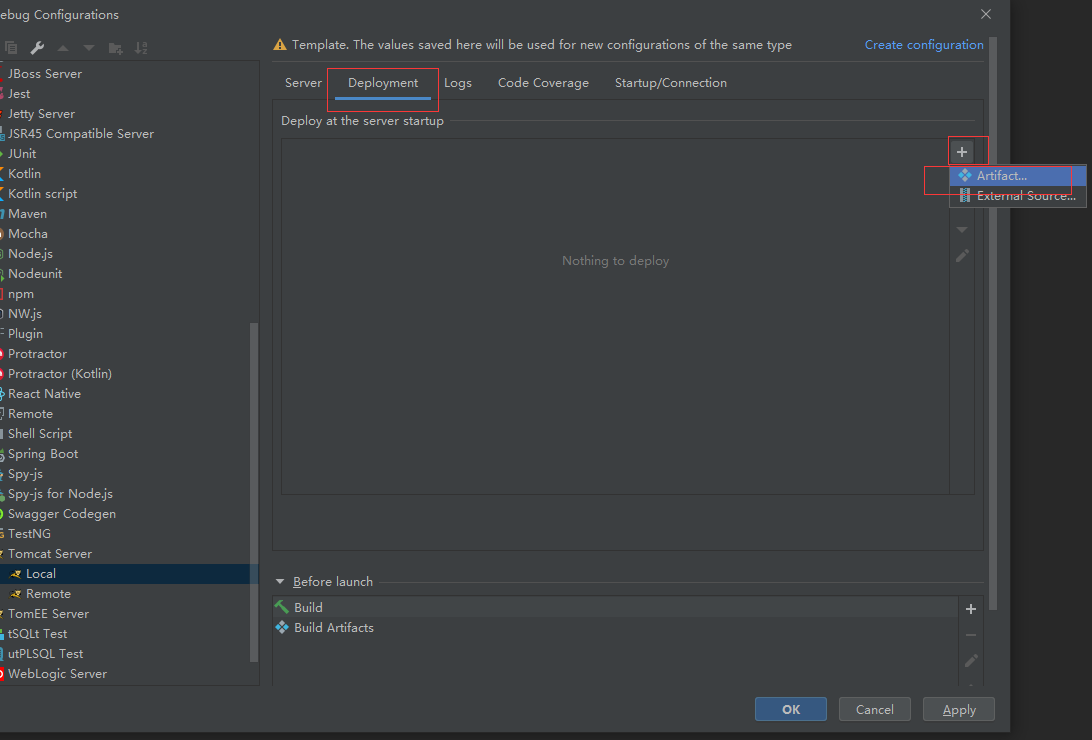 ebug Configurations
Template. The values saved here will be used for new configurations of the same type
Create configuration
JBoss Server
Jest
Jetty Server
JSR45 Compatible Server
JUnit
Kotlin
Kotlin script
Maven
Mocha
Node.js
Nodeunit
npm
NW.js
Plugin
Protractor
Protractor (Kotlin)
React Native
Remote
Shell Script
Spring Boot
Spy-js
Spy-js for Node.js
Swagger Codegen
TestNG
Tomcat Server
Local
Remote
TomEE Server
tSQLt Test
utPLSQL Test
WebLogic Server
Server
Deployment
Logs
Code Coverage
Startup/Connection
Deploy at the server startup
Artifact...
External Source...
Nothing to deploy
Before launch
Build
Build Artifacts
OK
Cancel
Apply